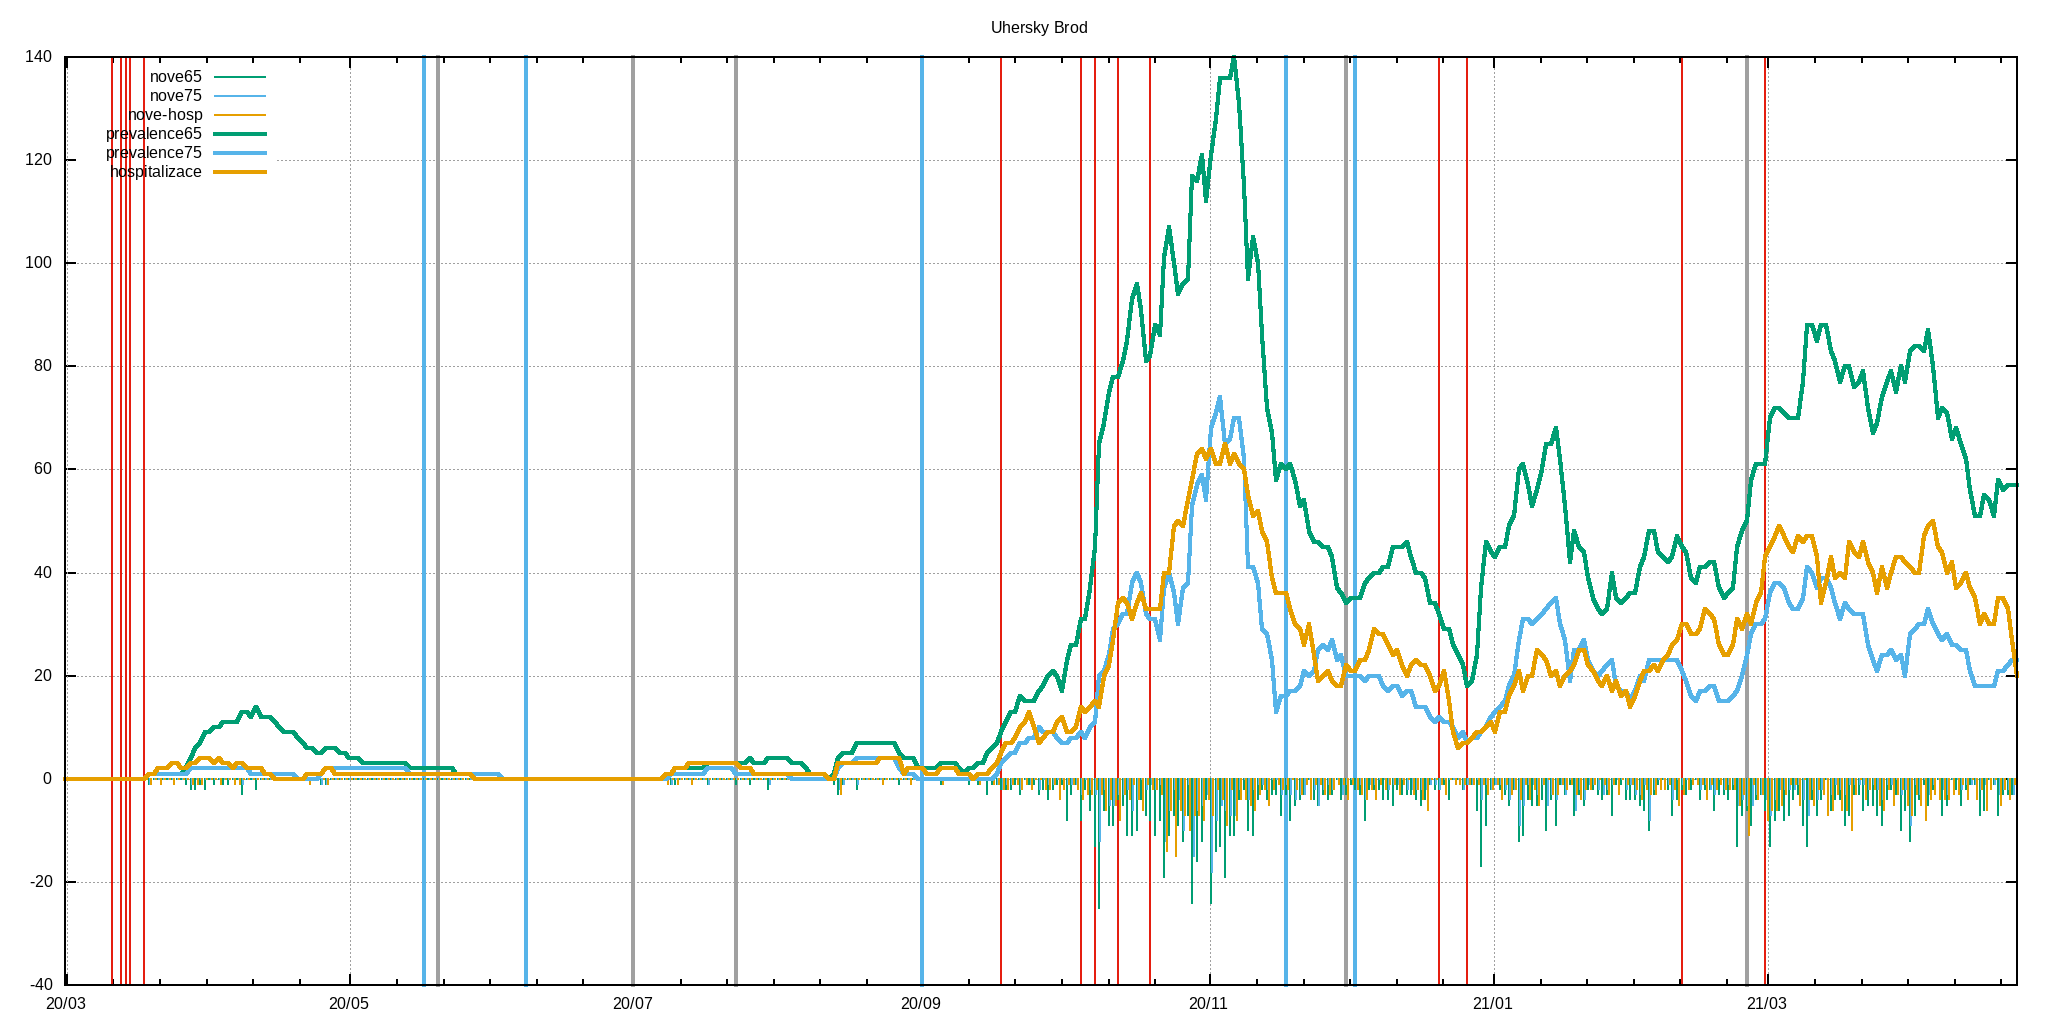 Uhersky Brod
140
120
100
80
60
40
20
0
-20
-40
nove65
nove75
nove-hosp
prevalence65
prevalence75
hospitalizace
20/03 20/05 20/07 20/09 20/11 21/01 21/03